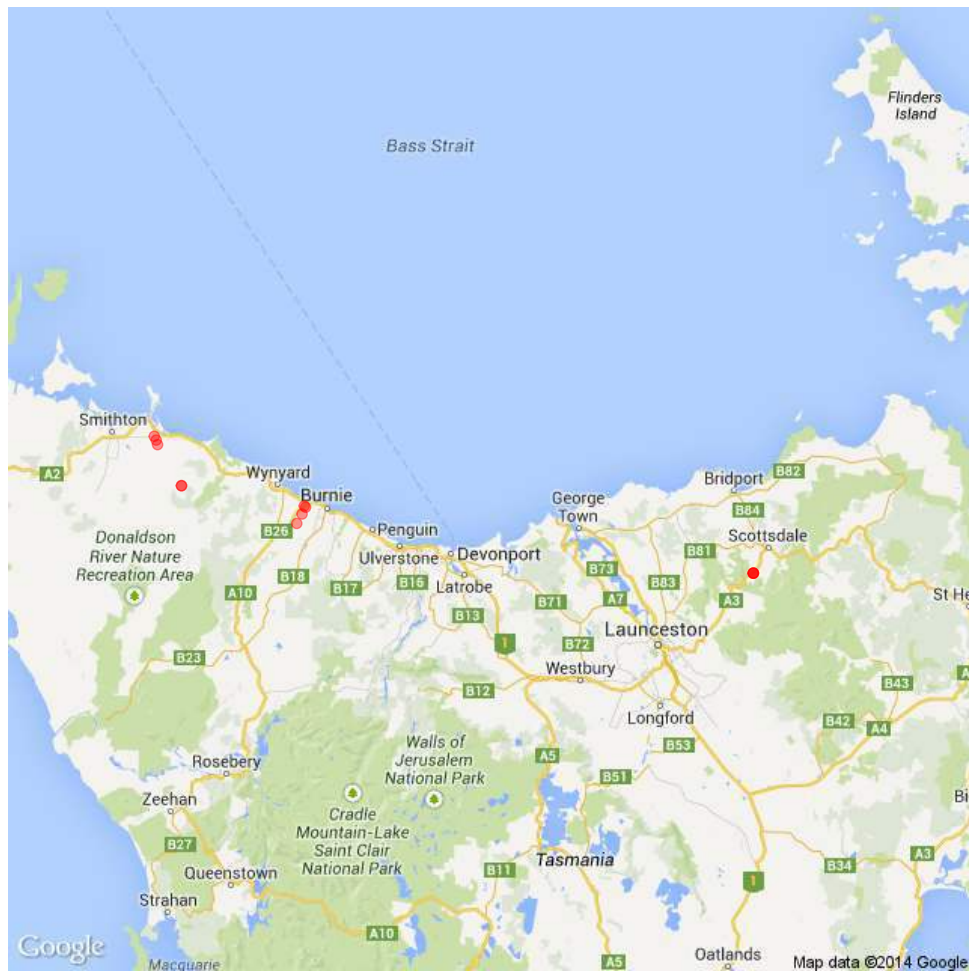 Flinders
Island
Bass Strait
Smithton
A2
Wynyard
Burnie
B26
Penguin
Ulverstone
Devonport
Latrobe
George
Town
Bridport
B82
B84
Scottsdale
B81
B73
B83
A7
A3
St He
Donaldson
River Nature
Recreation Area
A10
B18
B17
B16
B13
B71
B72
Launceston
1
Westbury
B23
B12
Longford
B43
A
B42
A4
B53
A5
B51
Walls of
Jerusalem
National Park
Rosebery
Zeehan
Cradle
Mountain-Lake
Saint Clair
National Park
Bi
B27
Queenstown
Tasmania
B11
B34
A3
1
Strahan
A10
Oatlands
A5
Google
Macquarie
Map data ©2014 Google